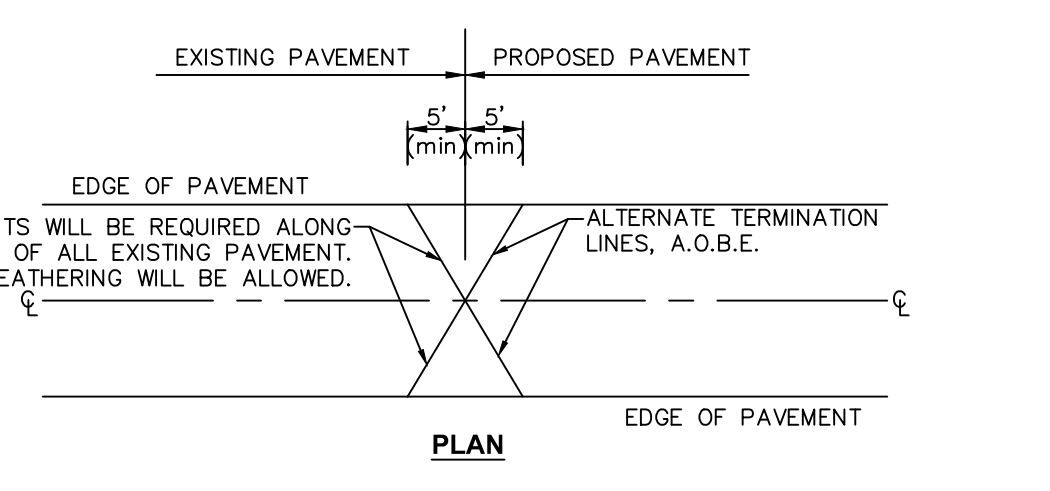 EXISTING PAVEMENT
PROPOSED PAVEMENT
5' 5'
(min) (min)
EDGE OF PAVEMENT
TS WILL BE REQUIRED ALONG
OF ALL EXISTING PAVEMENT.
EATHERING WILL BE ALLOWED.
ALTERNATE TERMINATION
LINES, A.O.B.E.
℄ ℄
EDGE OF PAVEMENT
PLAN